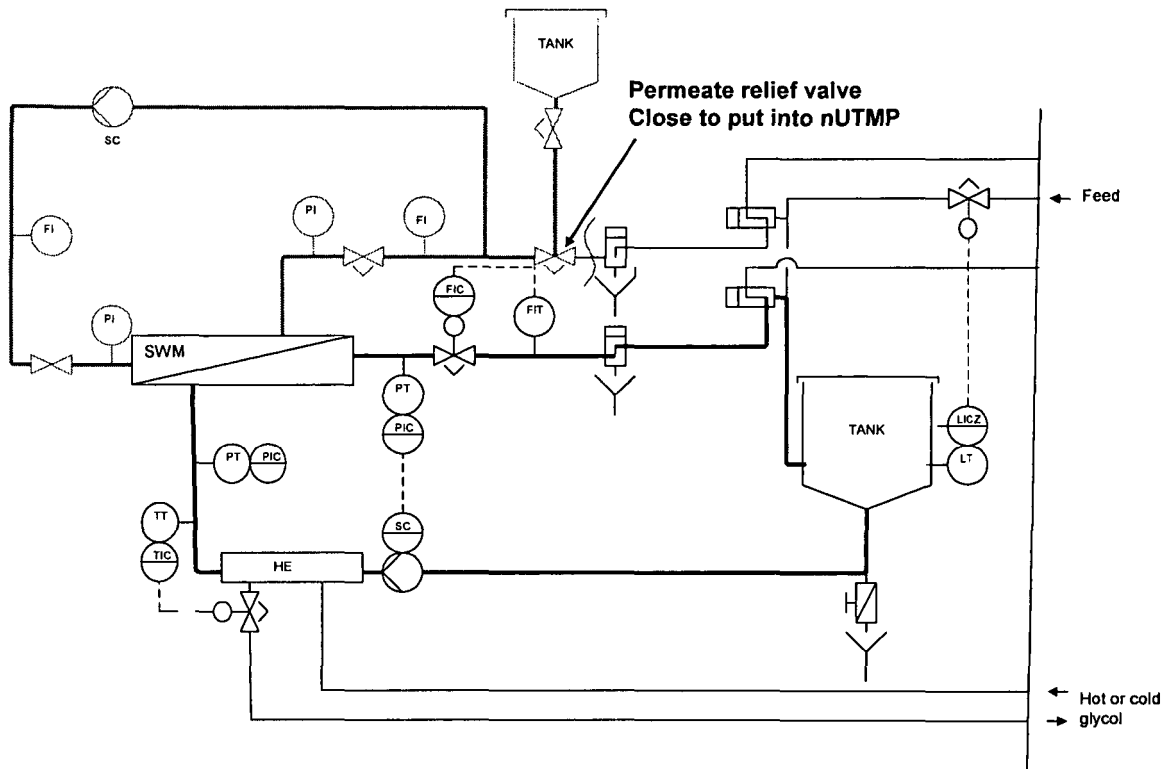 TANK
Permeate relief valve
Close to put into nUTMP
SC
FI
PI
FI
Feed
FIC
FIT
PI
SWM
PT
PIC
LICZ
TANK
LT
PT
PIC
TT
TIC
SC
HE
Hot or cold
glycol